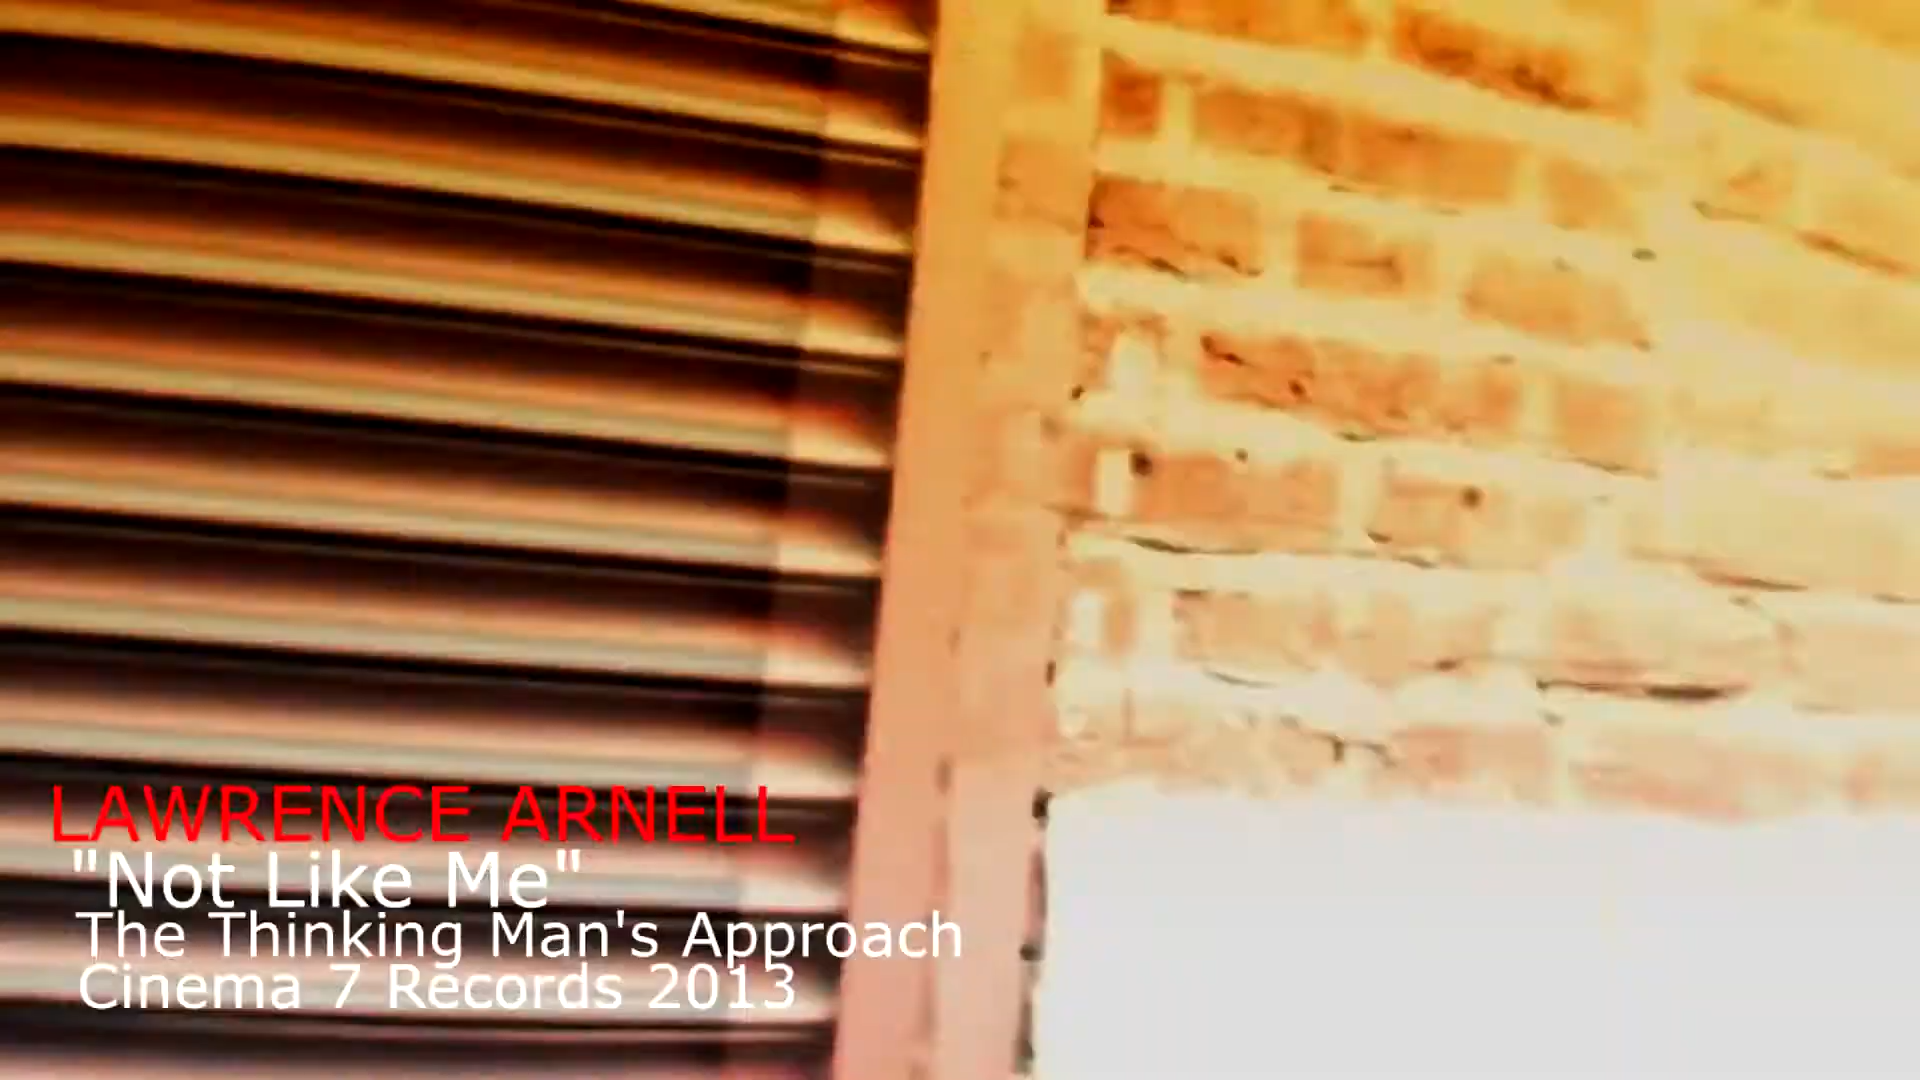 LAWRENCE ARNELL
"Not Like Me"
The Thinking Man's Approach
Cinema 7 Records 2013